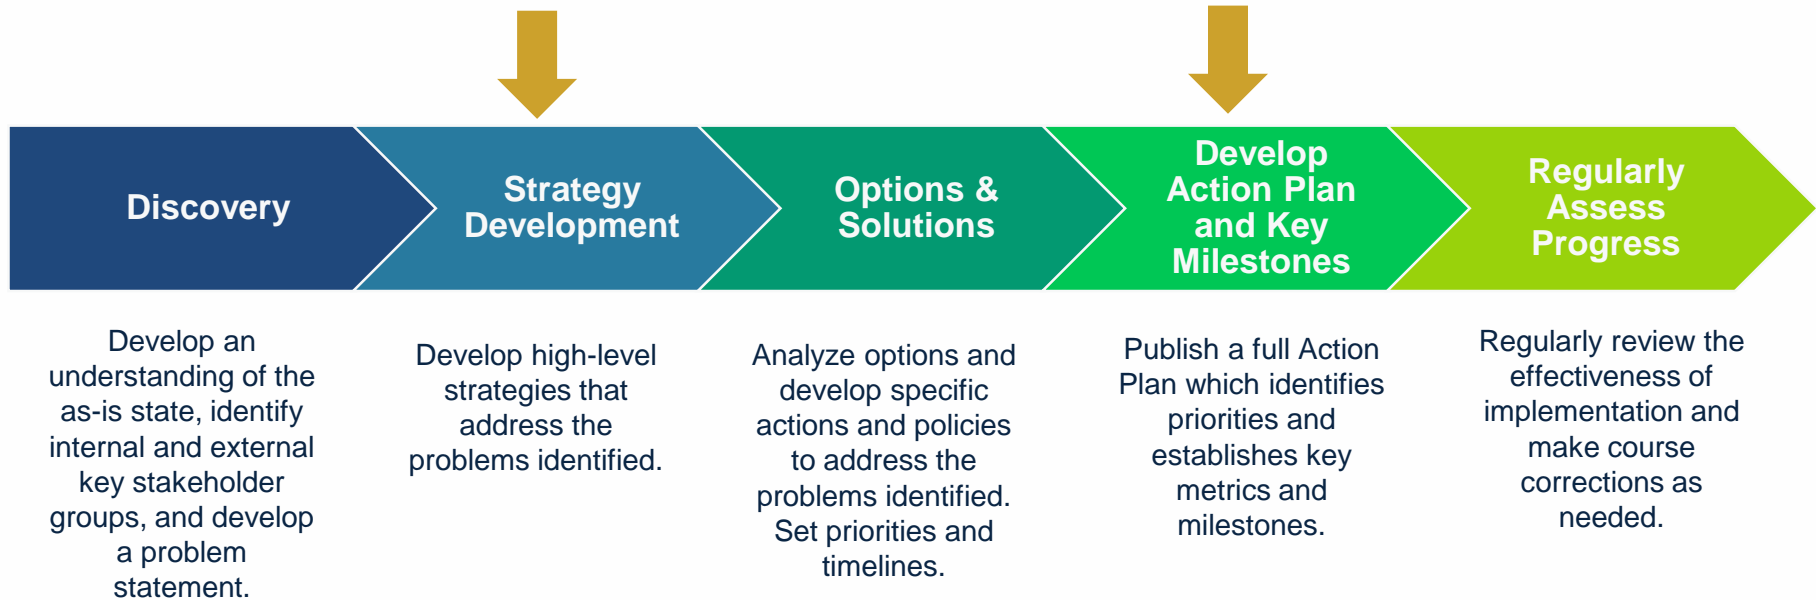 Discovery
Strategy
Development
Options &
Solutions
Develop
Action Plan
and Key
Milestones
Regularly
Assess
Progress
Develop an
understanding of the
as-is state, identify
internal and external
key stakeholder
groups, and develop
a problem
statement.
Develop high-level
strategies that
address the
problems identified.
Analyze options and
develop specific
actions and policies
to address the
problems identified.
Set priorities and
timelines.
Publish a full Action
Plan which identifies
priorities and
establishes key
metrics and
milestones.
Regularly review the
effectiveness of
implementation and
make course
corrections as
needed.